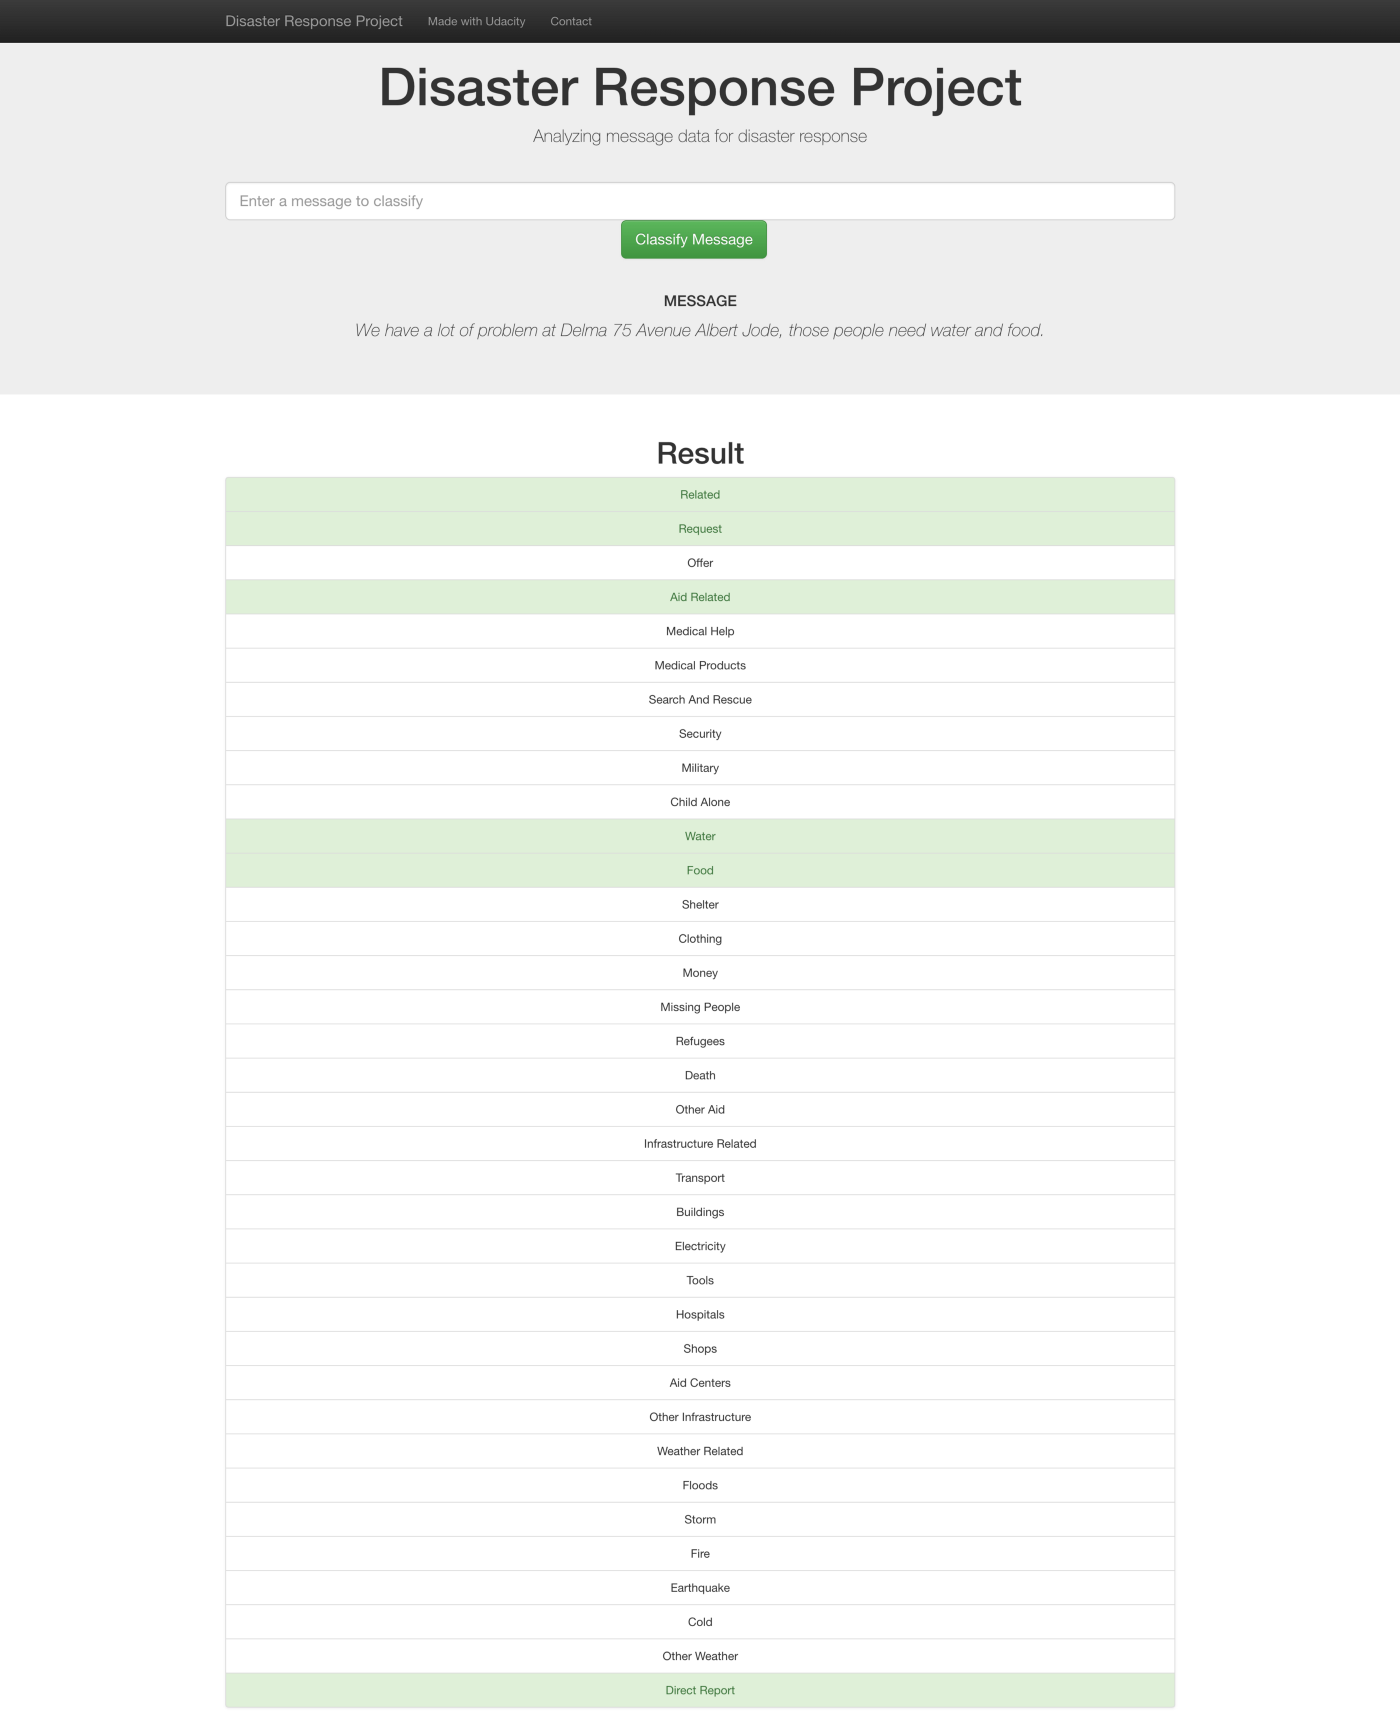 Disaster Response Project Made with Udacity Contact
Disaster Response Project
Analyzing message data for disaster response
Enter a message to classify
Classify Message
MESSAGE
We have a lot of problem at Delma 75 Avenue Albert Jode, those people need water and food.
Result
Related
Request
Offer
Aid Related
Medical Help
Medical Products
Search And Rescue
Security
Military
Child Alone
Water
Food
Shelter
Clothing
Money
Missing People
Refugees
Death
Other Aid
Infrastructure Related
Transport
Buildings
Electricity
Tools
Hospitals
Shops
Aid Centers
Other Infrastructure
Weather Related
Floods
Storm
Fire
Earthquake
Cold
Other Weather
Direct Report